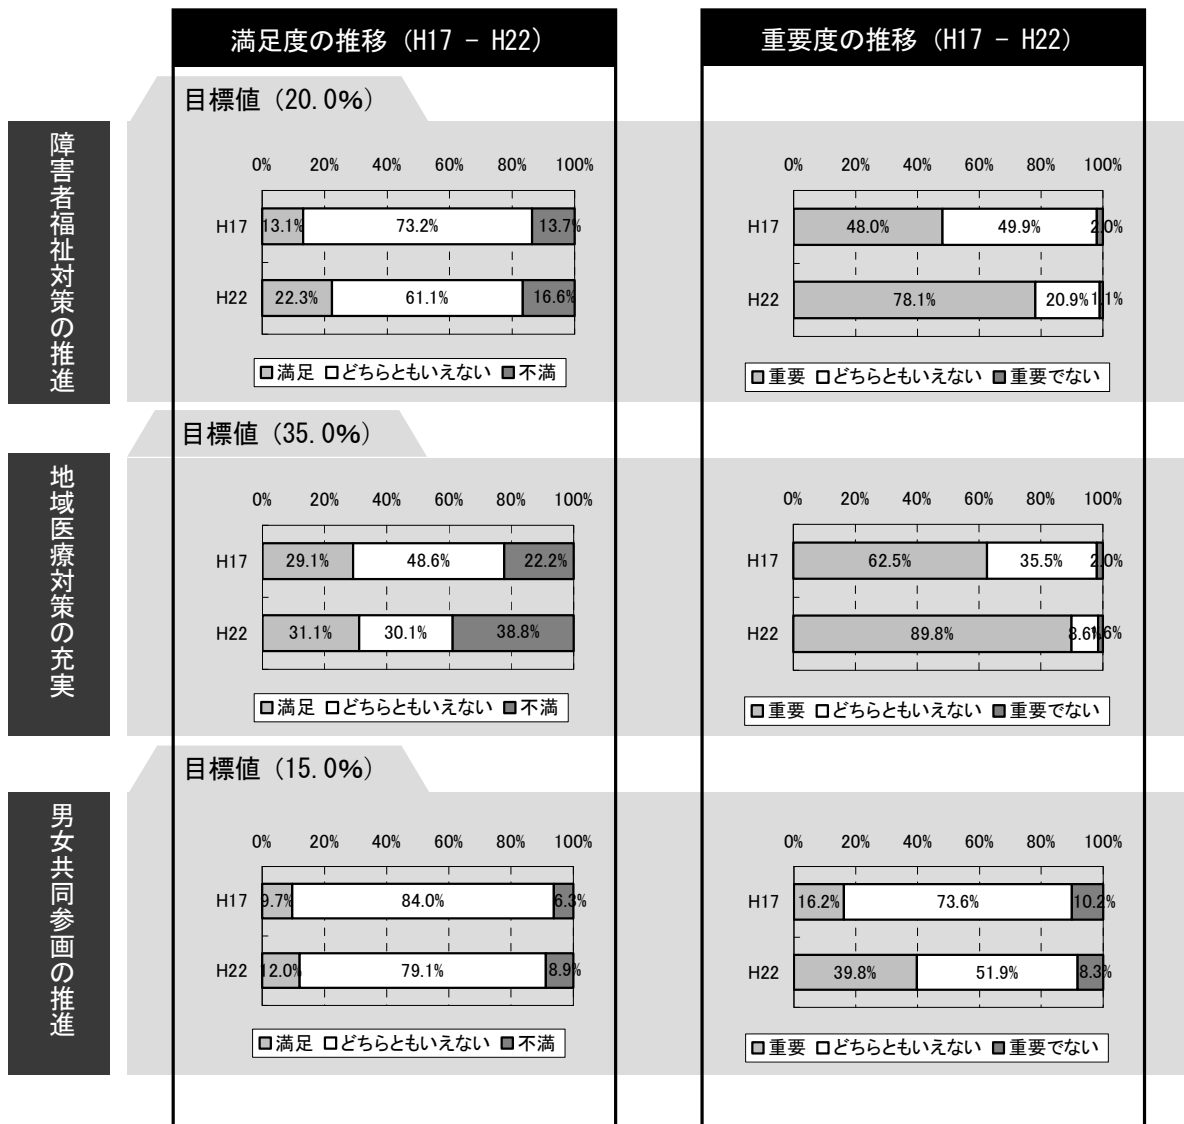 満足度の推移（H17 － H22）
重要度の推移（H17 － H22）
障害者福祉対策の推進
目標値（20.0%）
0% 20% 40% 60% 80% 100%
H17 13.1% 73.2% 13.7%
H22 22.3% 61.1% 16.6%
満足 どちらともいえない 不満
0% 20% 40% 60% 80% 100%
H17 48.0% 49.9% 2.0%
H22 78.1% 20.9% 1.1%
重要 どちらともいえない 重要でない
地域医療対策の充実
目標値（35.0%）
0% 20% 40% 60% 80% 100%
H17 29.1% 48.6% 22.2%
H22 31.1% 30.1% 38.8%
満足 どちらともいえない 不満
0% 20% 40% 60% 80% 100%
H17 62.5% 35.5% 2.0%
H22 89.8% 8.6% 1.6%
重要 どちらともいえない 重要でない
男女共同参画の推進
目標値（15.0%）
0% 20% 40% 60% 80% 100%
H17 9.7% 84.0% 6.3%
H22 12.0% 79.1% 8.9%
満足 どちらともいえない 不満
0% 20% 40% 60% 80% 100%
H17 16.2% 73.6% 10.2%
H22 39.8% 51.9% 8.3%
重要 どちらともいえない 重要でない